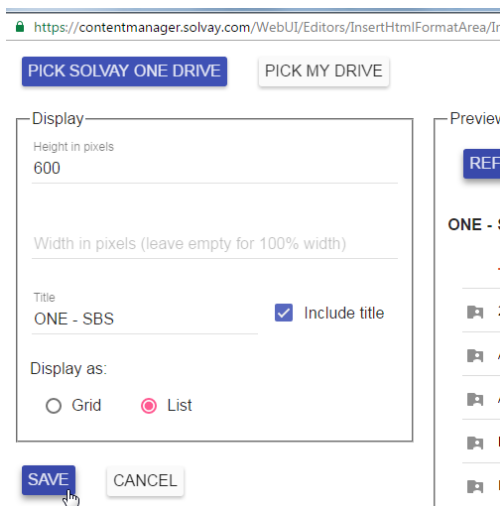 https://contentmanager.solvay.com/WebUI/Editors/InsertHtmlFormatArea/
PICK SOLVAY ONE DRIVE
PICK MY DRIVE
Display
Height in pixels
600
Width in pixels (leave empty for 100% width)
Title
ONE - SBS
Include title
Display as:
Grid
List
SAVE
CANCEL
ONE -